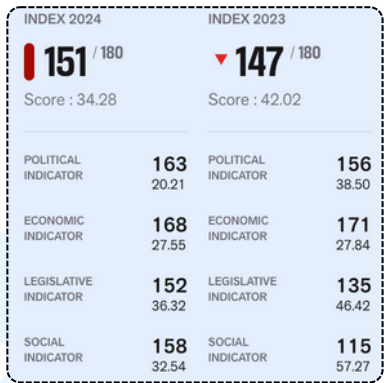 INDEX 2024
151 / 180
Score : 34.28
POLITICAL
INDICATOR
163
20.21
ECONOMIC
INDICATOR
168
27.55
LEGISLATIVE
INDICATOR
152
36.32
SOCIAL
INDICATOR
158
32.54
INDEX 2023
147 / 180
Score : 42.02
POLITICAL
INDICATOR
156
38.50
ECONOMIC
INDICATOR
171
27.84
LEGISLATIVE
INDICATOR
135
46.42
SOCIAL
INDICATOR
115
57.27